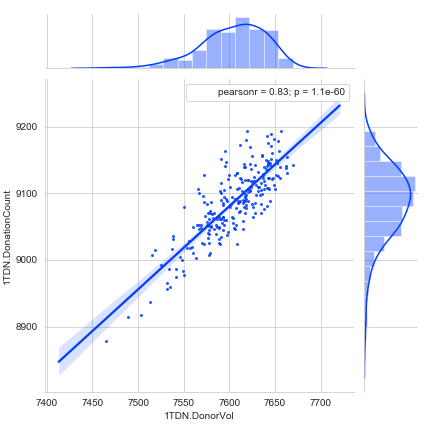 pearsonr = 0.83; p = 1.1e-60
9200
9100
9000
8900
1TDN.DonationCount
7400 7450 7500 7550 7600 7650 7700
1TDN.DonorVol